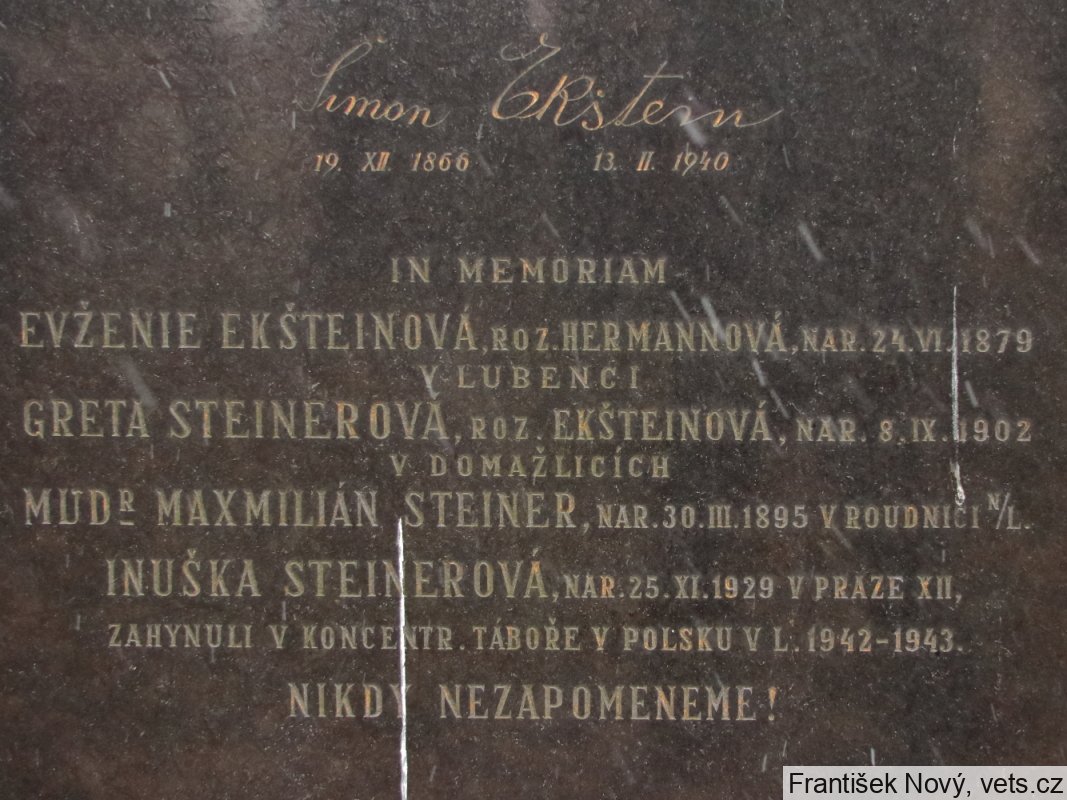 Šimon Ekštein
19. XII. 1866 13. II. 1940
IN MEMORIAM
EVŽENIE EKŠTEINOVÁ, ROZ. HERMANNOVÁ, NAR. 24. VI. 1879
V LUBENCI
GRETA STEINEROVÁ, ROZ. EKŠTEINOVÁ, NAR. 8. IX. 1902
V DOMAŽLICÍCH
MUDR MAXMILIÁN STEINER, NAR. 30. III. 1895 V ROUDNICI N/L.
INUŠKA STEINEROVÁ, NAR. 25. XI. 1929 V PRAZE XII,
ZAHYNULI V KONCENTR. TÁBOŘE V POLSKU V L. 1942-1943.
NIKDY NEZAPOMENEME!
František Nový, vets.cz